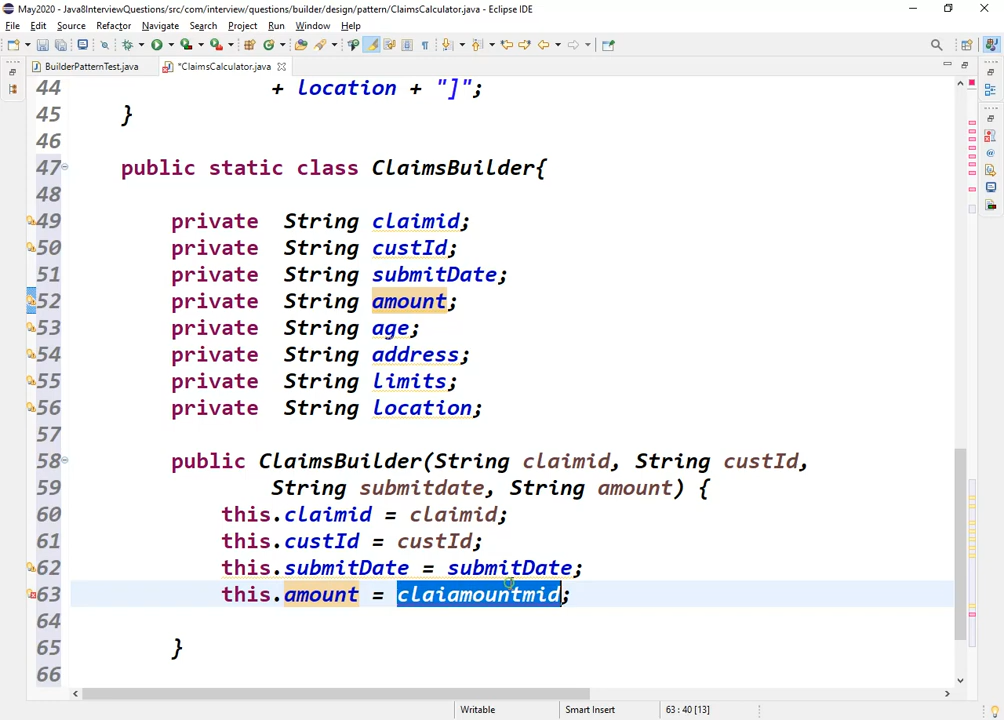 May2020 - Java8InterviewQuestions/src/com/interview/questions/builder/design/pattern/ClaimsCalculator.java - Eclipse IDE
File Edit Source Refactor Navigate Search Project Run Window Help
BuilderPatternTest.java *ClaimsCalculator.java
44 + location + "]";
45 }
46
47 public static class ClaimsBuilder{
48
49 private String claimid;
50 private String custId;
51 private String submitDate;
52 private String amount;
53 private String age;
54 private String address;
55 private String limits;
56 private String location;
57
58 public ClaimsBuilder(String claimid, String custId,
59 String submitdate, String amount) {
60 this.claimid = claimid;
61 this.custId = custId;
62 this.submitDate = submitDate;
63 this.amount = claiamountmid;
64
65 }
66
Writable Smart Insert 63 : 40 [13]